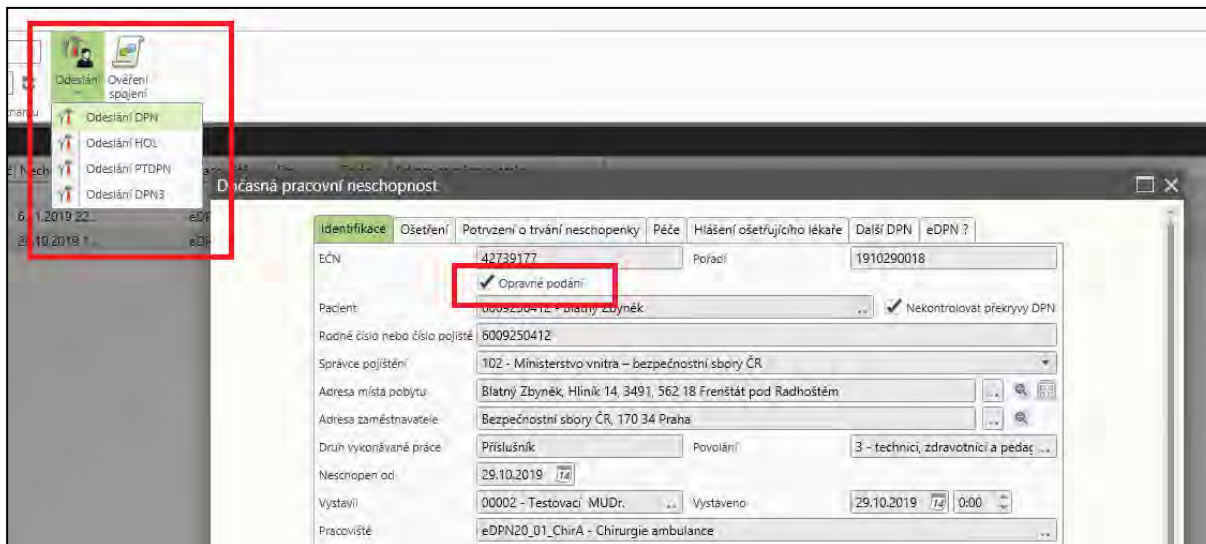 Odeslání Ověření
spojení
Odeslání DPN
Odeslání HOL
Odeslání PTDPN
Odeslání DPN3
Dočasná pracovní neschopnost
Identifikace Ošetření Potvrzení o trvání neschopenky Péče Hlášení ošetřujícího lékaře Další DPN eDPN ?
EČN 42739177 Pořadí 1910290018
Opravné podání
Pacient 6009250412 - Blatný Zbyněk .. Nekontrolovat překryvy DPN
Rodné číslo nebo číslo pojiště 6009250412
Správce pojištění 102 - Ministerstvo vnitra – bezpečnostní sbory ČR
Adresa místa pobytu Blatný Zbyněk, Hliník 14, 3491, 562 18 Frenštát pod Radhoštěm ..
Adresa zaměstnavatele Bezpečnostní sbory ČR, 170 34 Praha ..
Druh vykonávané práce Příslušník Povolání 3 - technici, zdravotníci a pedag ..
Neschopen od 29.10.2019 14
Vystavil 00002 - Testovací MUDr. .. Vystaveno 29.10.2019 14 0:00
Pracoviště eDPN20_01_ChirA - Chirurgie ambulance ..